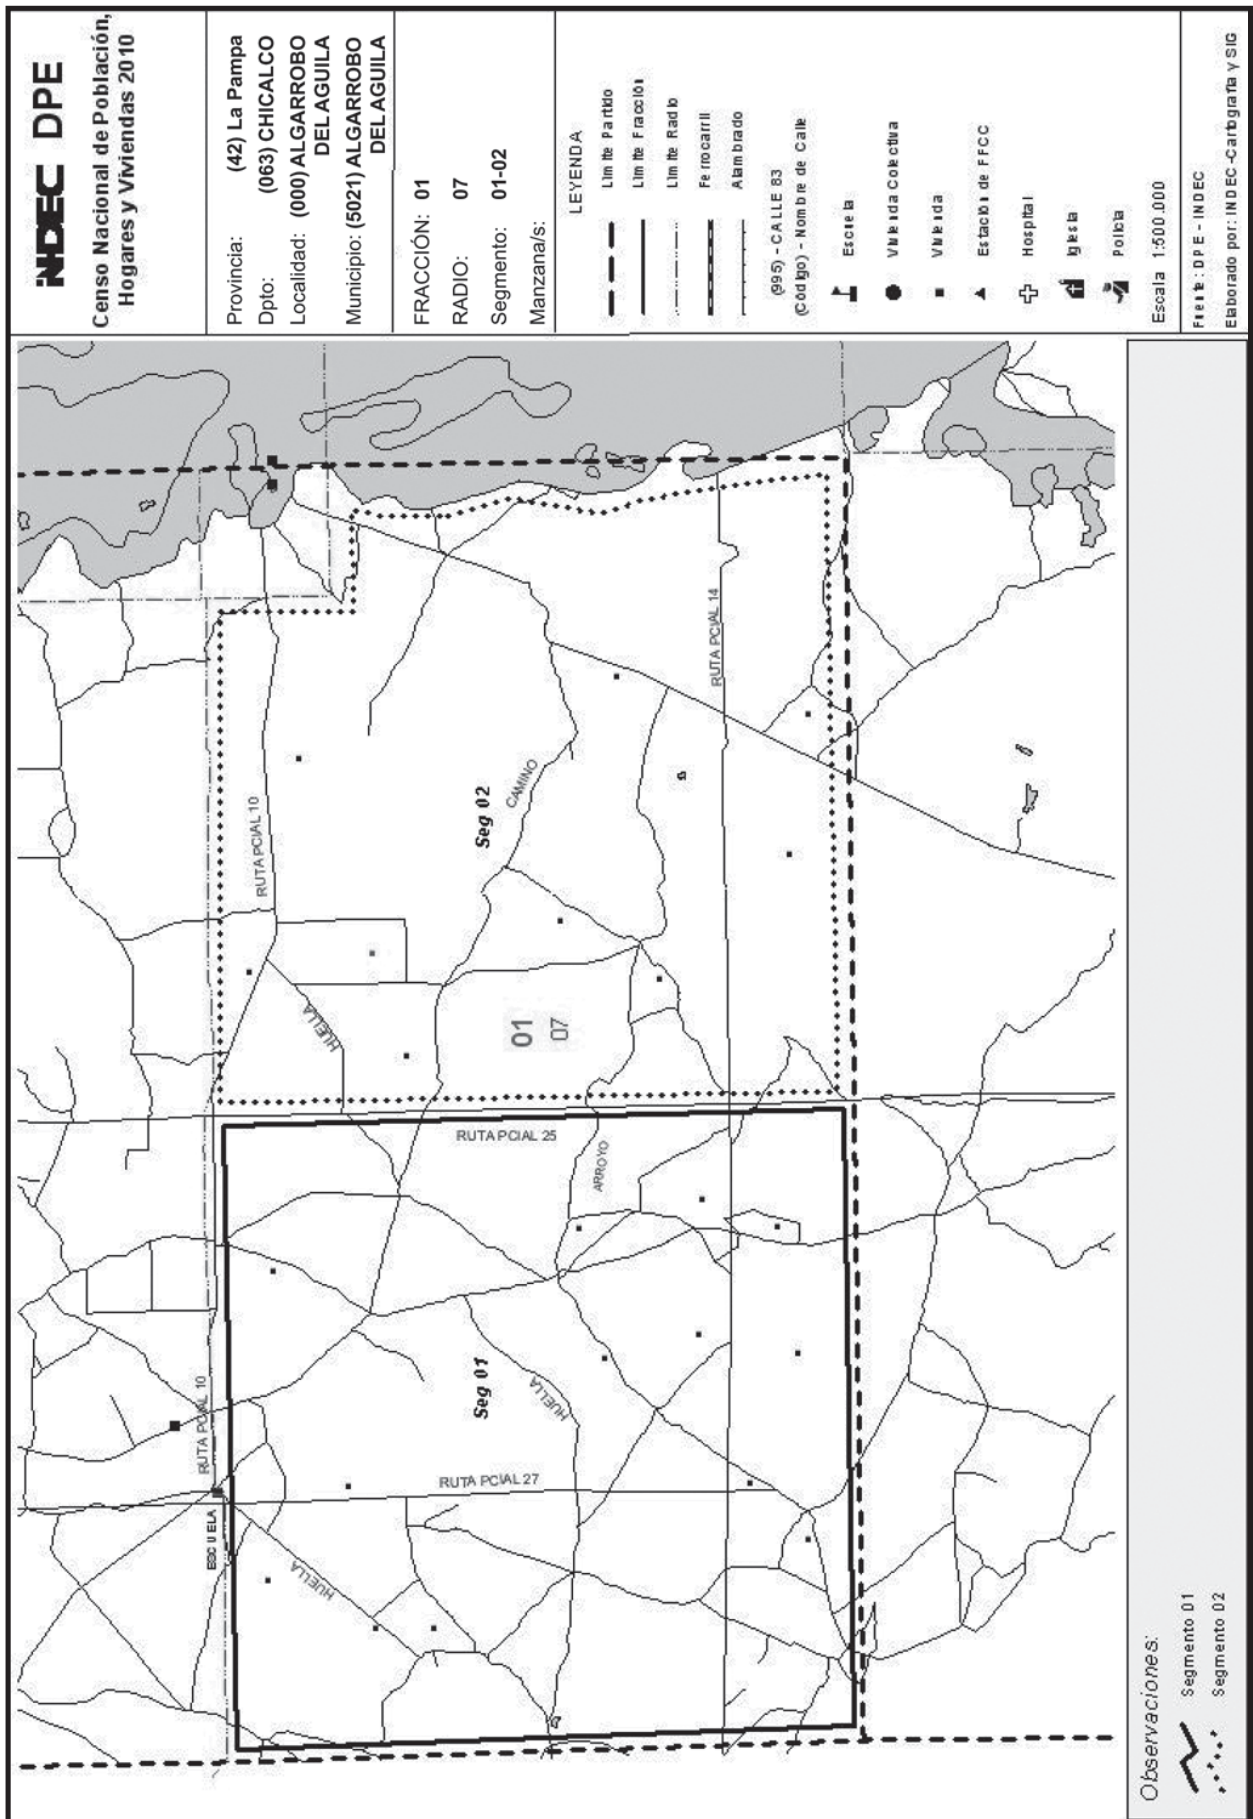 INDEC DPE
Censo Nacional de Población,
Hogares y Viviendas 2010
Provincia: (42) La Pampa
Dpto: (063) CHICALCO
Localidad: (000) ALGARROBO
DEL AGUILA
Municipio: (5021) ALGARROBO
DEL AGUILA
FRACCIÓN: 01
RADIO: 07
Segmento: 01-02
Manzana/s:
LEYENDA
Límite Partido
Límite Fracción
Límite Radio
Ferrocarril
Alambrado
(995) - CALLE 83
(Código) - Nombre de Calle
Escuela
Vivienda Colectiva
Vivienda
Estación de FFCC
Hospital
Iglesia
Policía
Escala 1:500.000
Fuente: DPE - INDEC
Elaborado por: INDEC -Cartografía y SIG
RUTA PCIAL 10
ESCUELA
HUELLA
RUTA PCIAL 27
Seg 01
HUELLA
RUTA PCIAL 25
ARROYO
HUELLA
01
07
RUTA PCIAL 10
Seg 02
CAMINO
RUTA PCIAL 14
Observaciones:
Segmento 01
Segmento 02